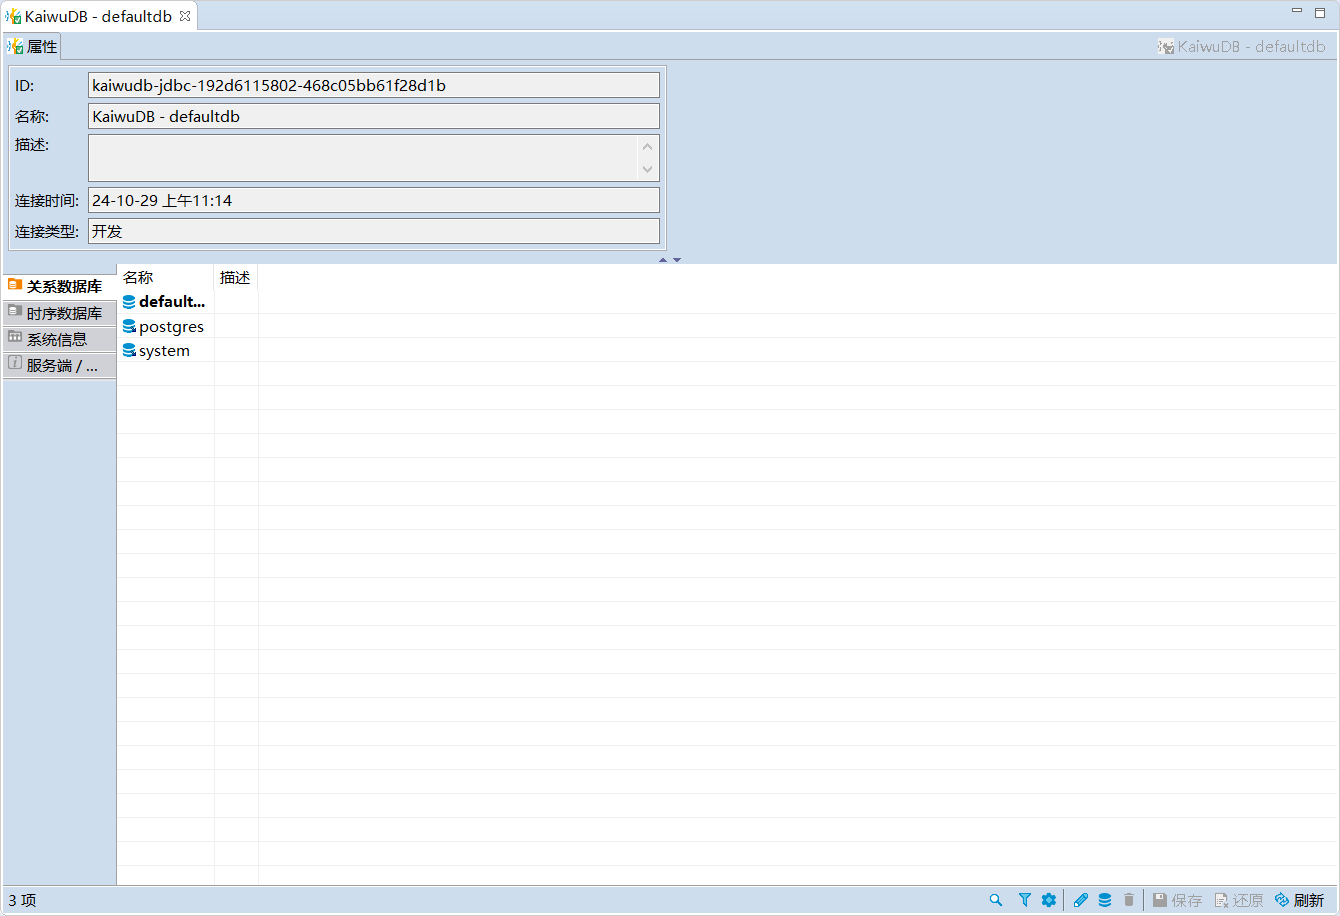 KaiwuDB - defaultdb
属性
KaiwuDB - defaultdb
ID:
kaiwudb-jdbc-192d6115802-468c05bb61f28d1b
名称:
KaiwuDB - defaultdb
描述:
连接时间:
24-10-29 上午11:14
连接类型:
开发
关系数据库
时序数据库
系统信息
服务端 / ...
名称 描述
default...
postgres
system
3 项
保存 还原 刷新